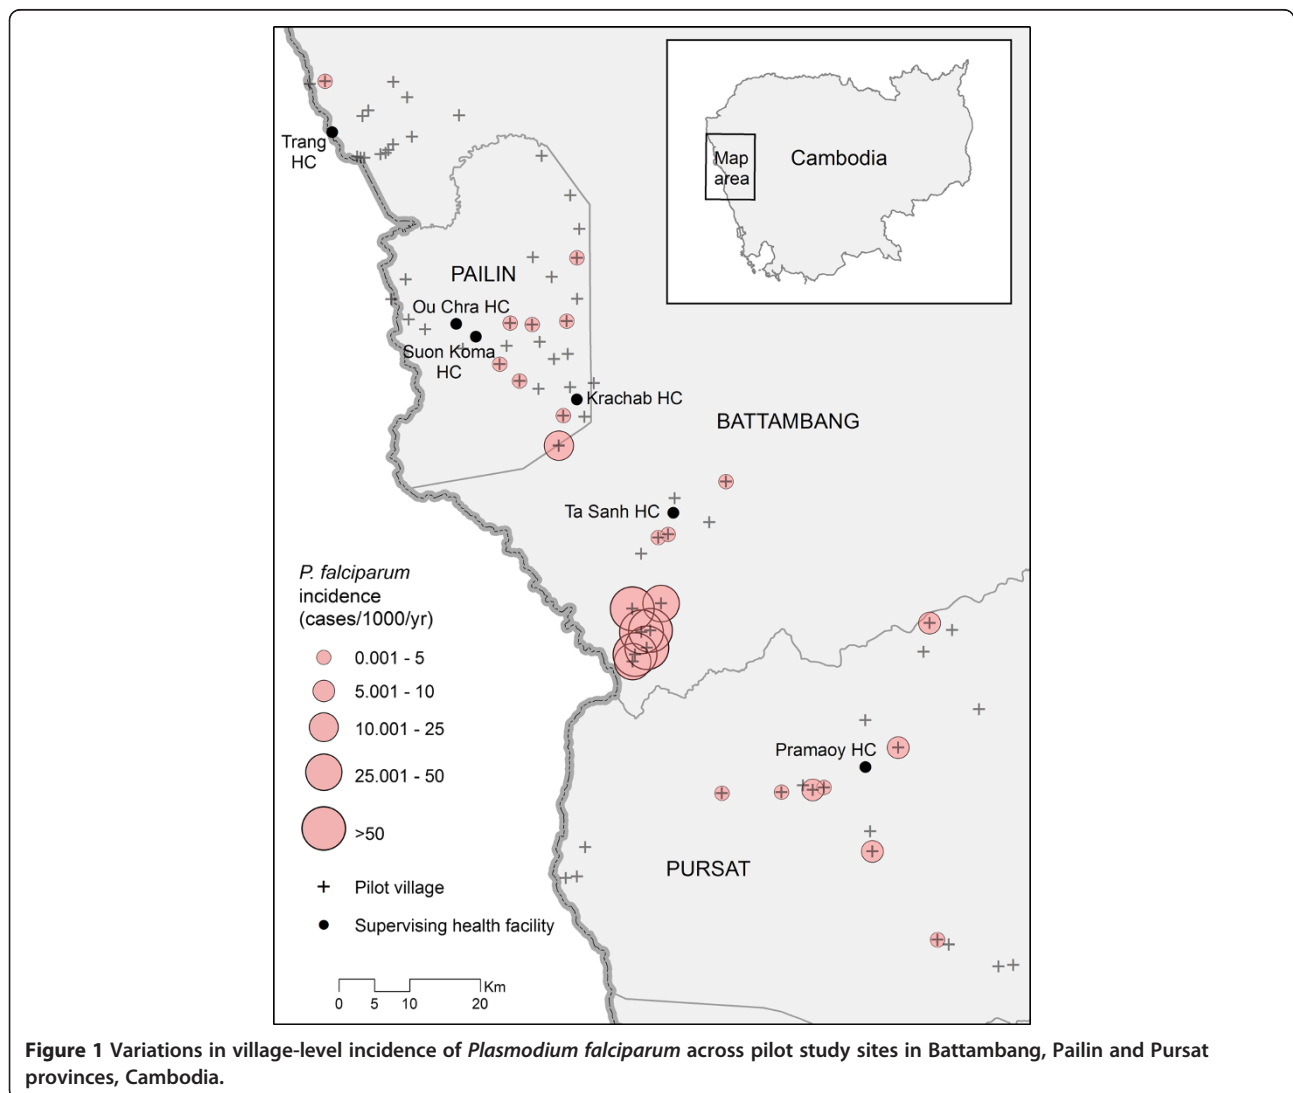 Trang
HC
Map
area
Cambodia
PAILIN
Ou Chra HC
Suon Koma
HC
Krachab HC
BATTAMBANG
Ta Sanh HC
P. falciparum
incidence
(cases/1000/yr)
0.001 - 5
5.001 - 10
10.001 - 25
25.001 - 50
>50
Pilot village
Supervising health facility
Pramaoy HC
PURSAT
Km
0 5 10 20
Figure 1 Variations in village-level incidence of Plasmodium falciparum across pilot study sites in Battambang, Pailin and Pursat
provinces, Cambodia.